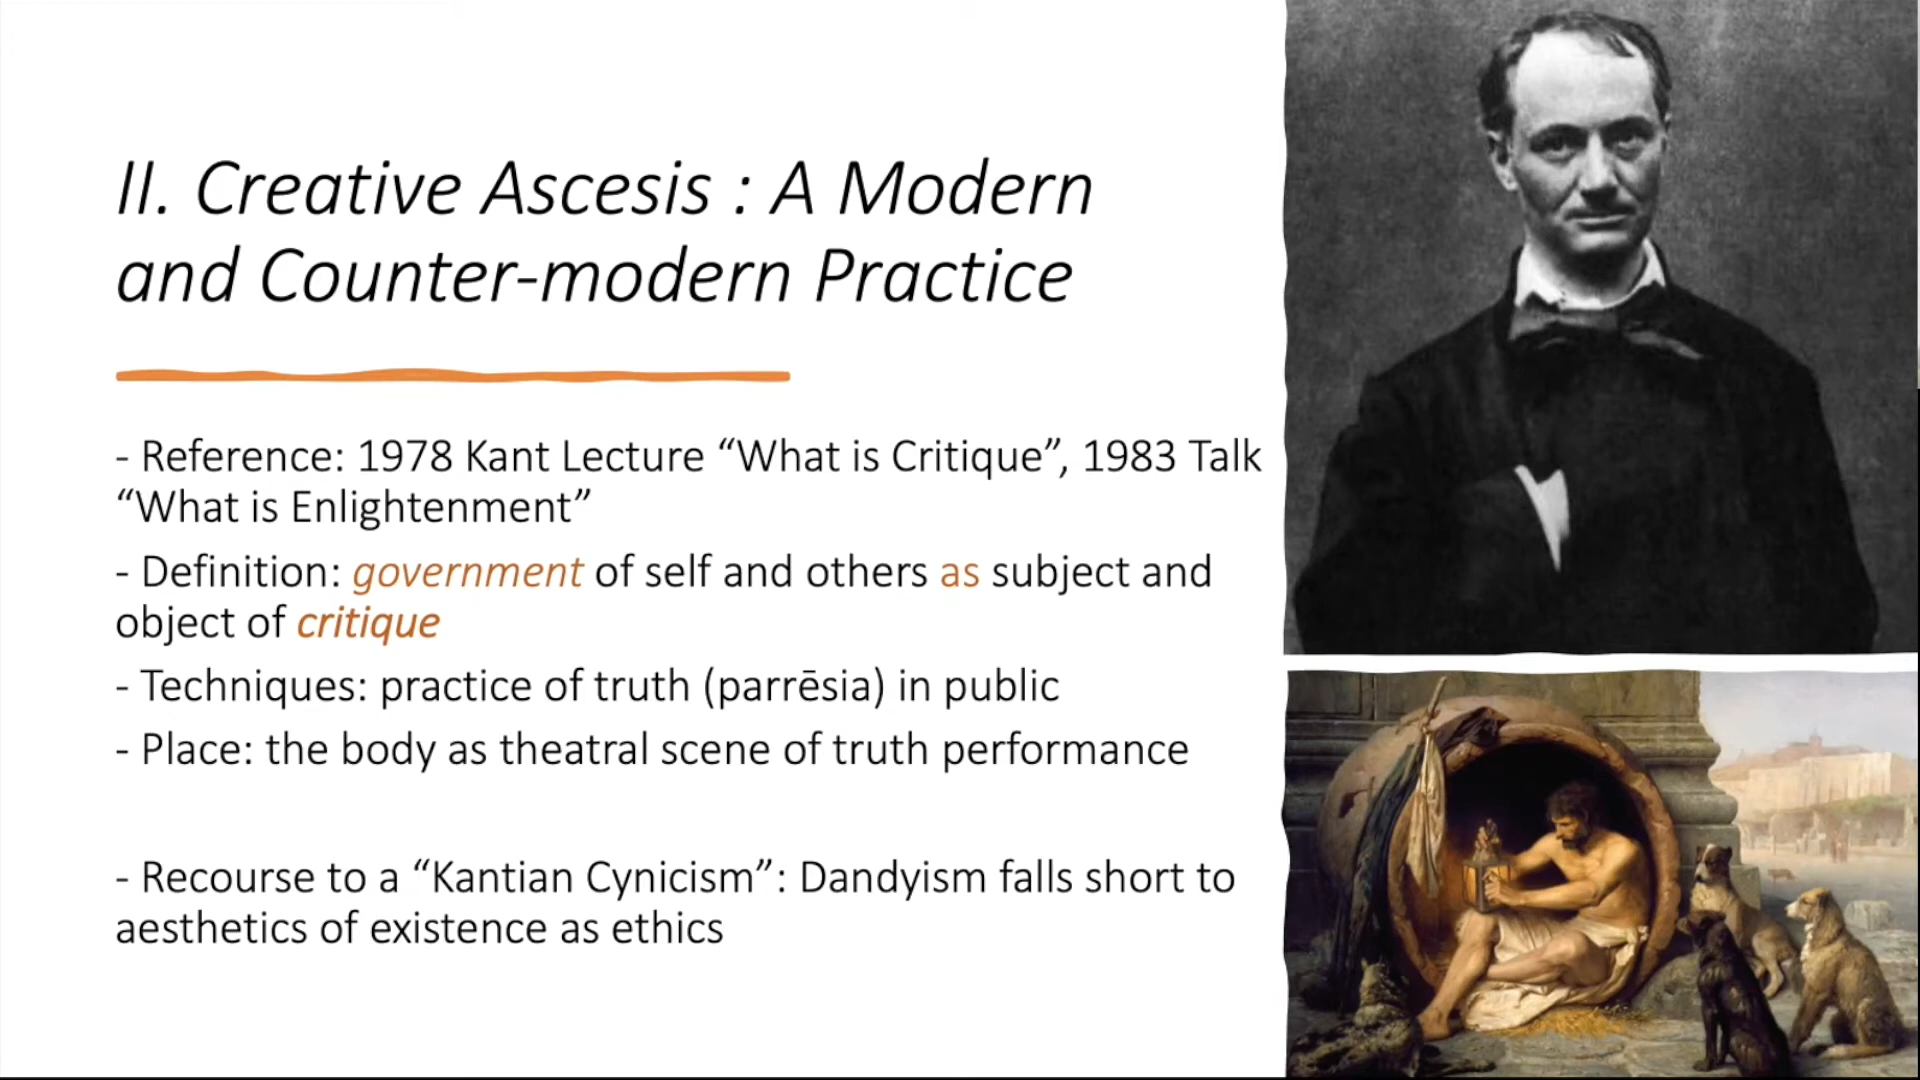 II. Creative Ascesis : A Modern
and Counter-modern Practice
- Reference: 1978 Kant Lecture “What is Critique”, 1983 Talk
“What is Enlightenment”
- Definition: government of self and others as subject and
object of critique
- Techniques: practice of truth (parrēsia) in public
- Place: the body as theatral scene of truth performance
- Recourse to a “Kantian Cynicism”: Dandyism falls short to
aesthetics of existence as ethics